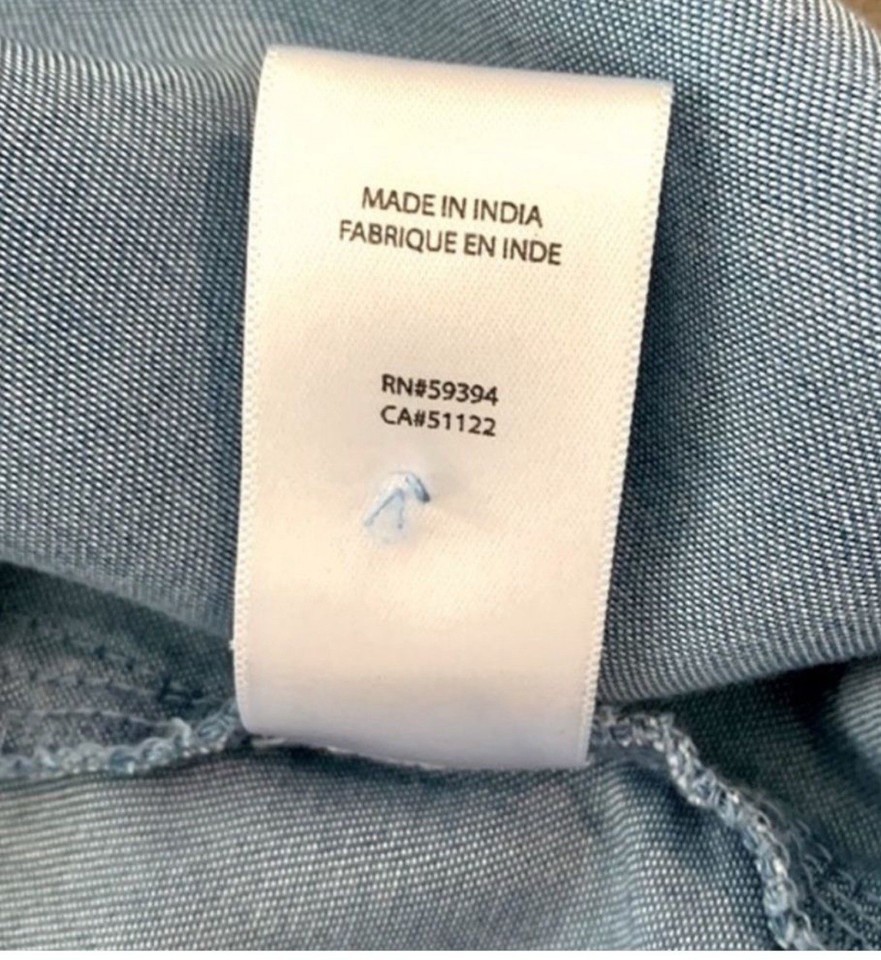 MADE IN INDIA
FABRIQUE EN INDE
RN#59394
CA#51122